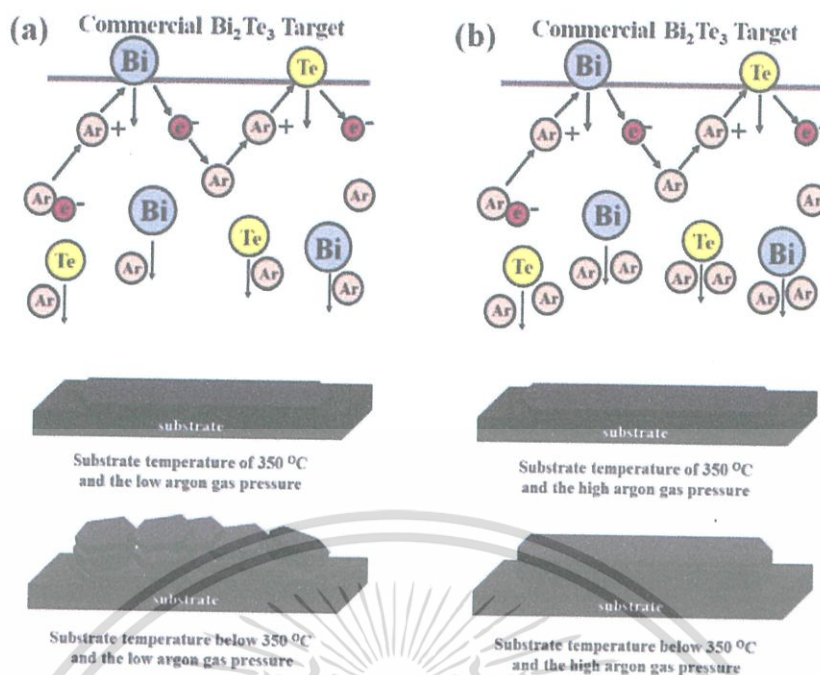 (a) Commercial Bi₂Te₃ Target
Bi Te
Ar + e⁻ Ar + e⁻
Ar e⁻ Ar Ar
Bi
Te Te Bi
Ar Ar Ar Ar
substrate
Substrate temperature of 350 ⁰C
and the low argon gas pressure
substrate
Substrate temperature below 350 ⁰C
and the low argon gas pressure
(b) Commercial Bi₂Te₃ Target
Bi Te
Ar + e⁻ Ar + e⁻
Ar e⁻ Ar Ar
Bi
Te Te Bi
Ar Ar Ar Ar Ar Ar Ar Ar
substrate
Substrate temperature of 350 ⁰C
and the high argon gas pressure
substrate
Substrate temperature below 350 ⁰C
and the high argon gas pressure